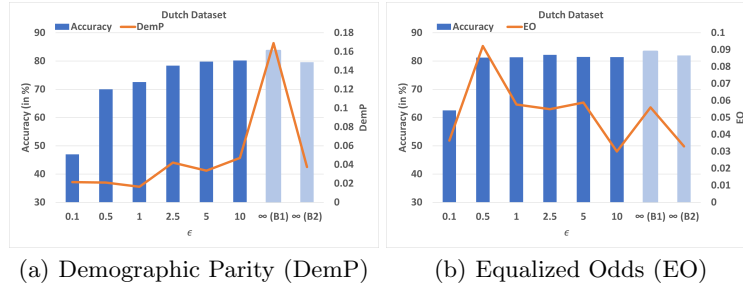 Dutch Dataset
Accuracy DemP
90 0.18
80 0.16
70 0.14
60 0.12
50 0.1
40 0.08
30 0.06
0.04
0.02
0
Accuracy (in %)
DemP
0.1 0.5 1 2.5 5 10 ∞ (B1) ∞ (B2)
ϵ
(a) Demographic Parity (DemP)
Dutch Dataset
Accuracy EO
90 0.1
80 0.09
70 0.08
60 0.07
50 0.06
40 0.05
30 0.04
0.03
0.02
0.01
0
Accuracy (in %)
EO
0.1 0.5 1 2.5 5 10 ∞ (B1) ∞ (B2)
ϵ
(b) Equalized Odds (EO)